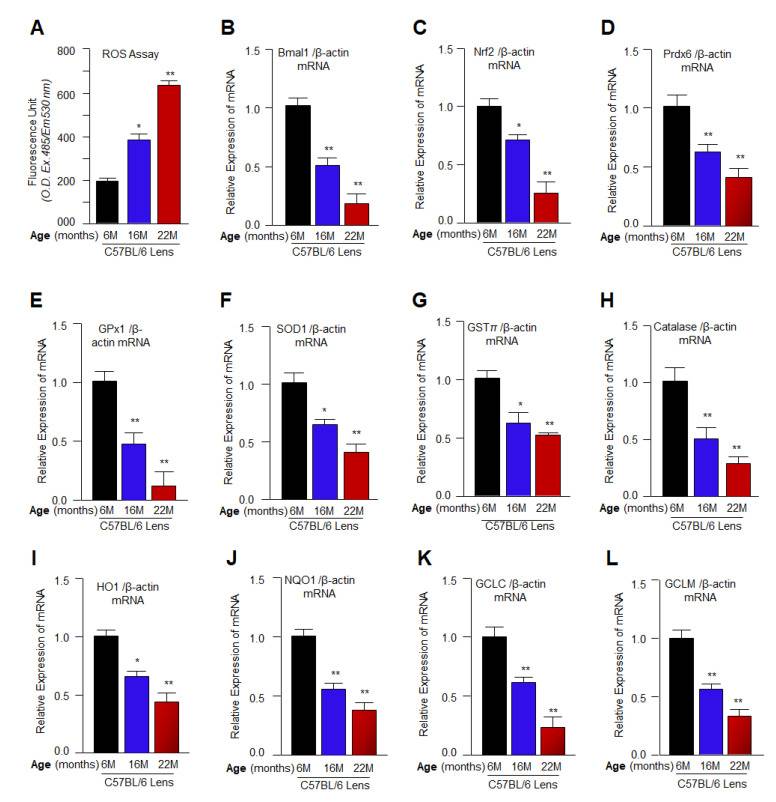 A
ROS Assay
Fluorescence Unit
(O.D. Ex.485/Em530nm)
800
600
400
200
000
*
**
Age (months) 6M 16M 22M
C57BL/6 Lens
B
Bmal1/β-actin
mRNA
Relative Expression of mRNA
1.5
1.0
0.5
0.0
**
**
6M 16M 22M
C57BL/6 Lens
C
Nrf2 /β-actin
mRNA
Relative Expression of mRNA
1.5
1.0
0.5
0.0
*
**
6M 16M 22M
C57BL/6 Lens
D
Prdx6/β-actin
mRNA
Relative Expression of mRNA
1.5
1.0
0.5
0.0
**
**
Age (months) 6M 16M 22M
C57BL/6 Lens
E
GPx1 /β-
actin mRNA
Relative Expression of mRNA
1.5
1.0
0.5
0.0
**
**
Age (months) 6M 16M 22M
C57BL/6 Lens
F
SOD1/β-actin
mRNA
Relative Expression of mRNA
1.5
1.0
0.5
0.0
*
**
Age (months) 6M 16M 22M
C57BL/6 Lens
G
GSTπ/β-actin
mRNA
Relative Expression of mRNA
1.5
1.0
0.5
0.0
*
**
Age (months) 6M 16M 22M
C57BL/6 Lens
H
Catalase /β-actin
mRNA
Relative Expression of mRNA
1.5
1.0
0.5
0.0
**
**
Age (months) 6M 16M 22M
C57BL/6 Lens
I
HO1/β-actin
mRNA
Relative Expression of mRNA
1.5
1.0
0.5
0.0
*
**
Age (months) 6M 16M 22M
C57BL/6 Lens
J
NQO1/β-actin
mRNA
Relative Expression of mRNA
1.5
1.0
0.5
0.0
**
**
Age (months) 6M 16M 22M
C57BL/6 Lens
K
GCLC /β-actin
mRNA
Relative Expression of mRNA
1.5
1.0
0.5
0.0
**
**
Age (months) 6M 16M 22M
C57BL/6 Lens
L
GCLM /β-actin
mRNA
Relative Expression of mRNA
1.5
1.0
0.5
0.0
**
**
Age (months) 6M 16M 22M
C57BL/6 Lens